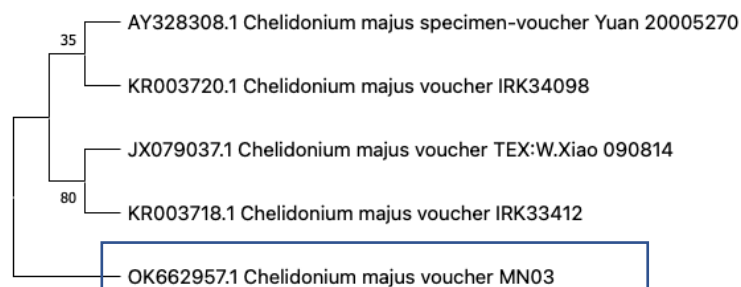 AY328308.1 Chelidonium majus specimen-voucher Yuan 20005270
35
KR003720.1 Chelidonium majus voucher IRK34098
JX079037.1 Chelidonium majus voucher TEX:W.Xiao 090814
80
KR003718.1 Chelidonium majus voucher IRK33412
OK662957.1 Chelidonium majus voucher MN03